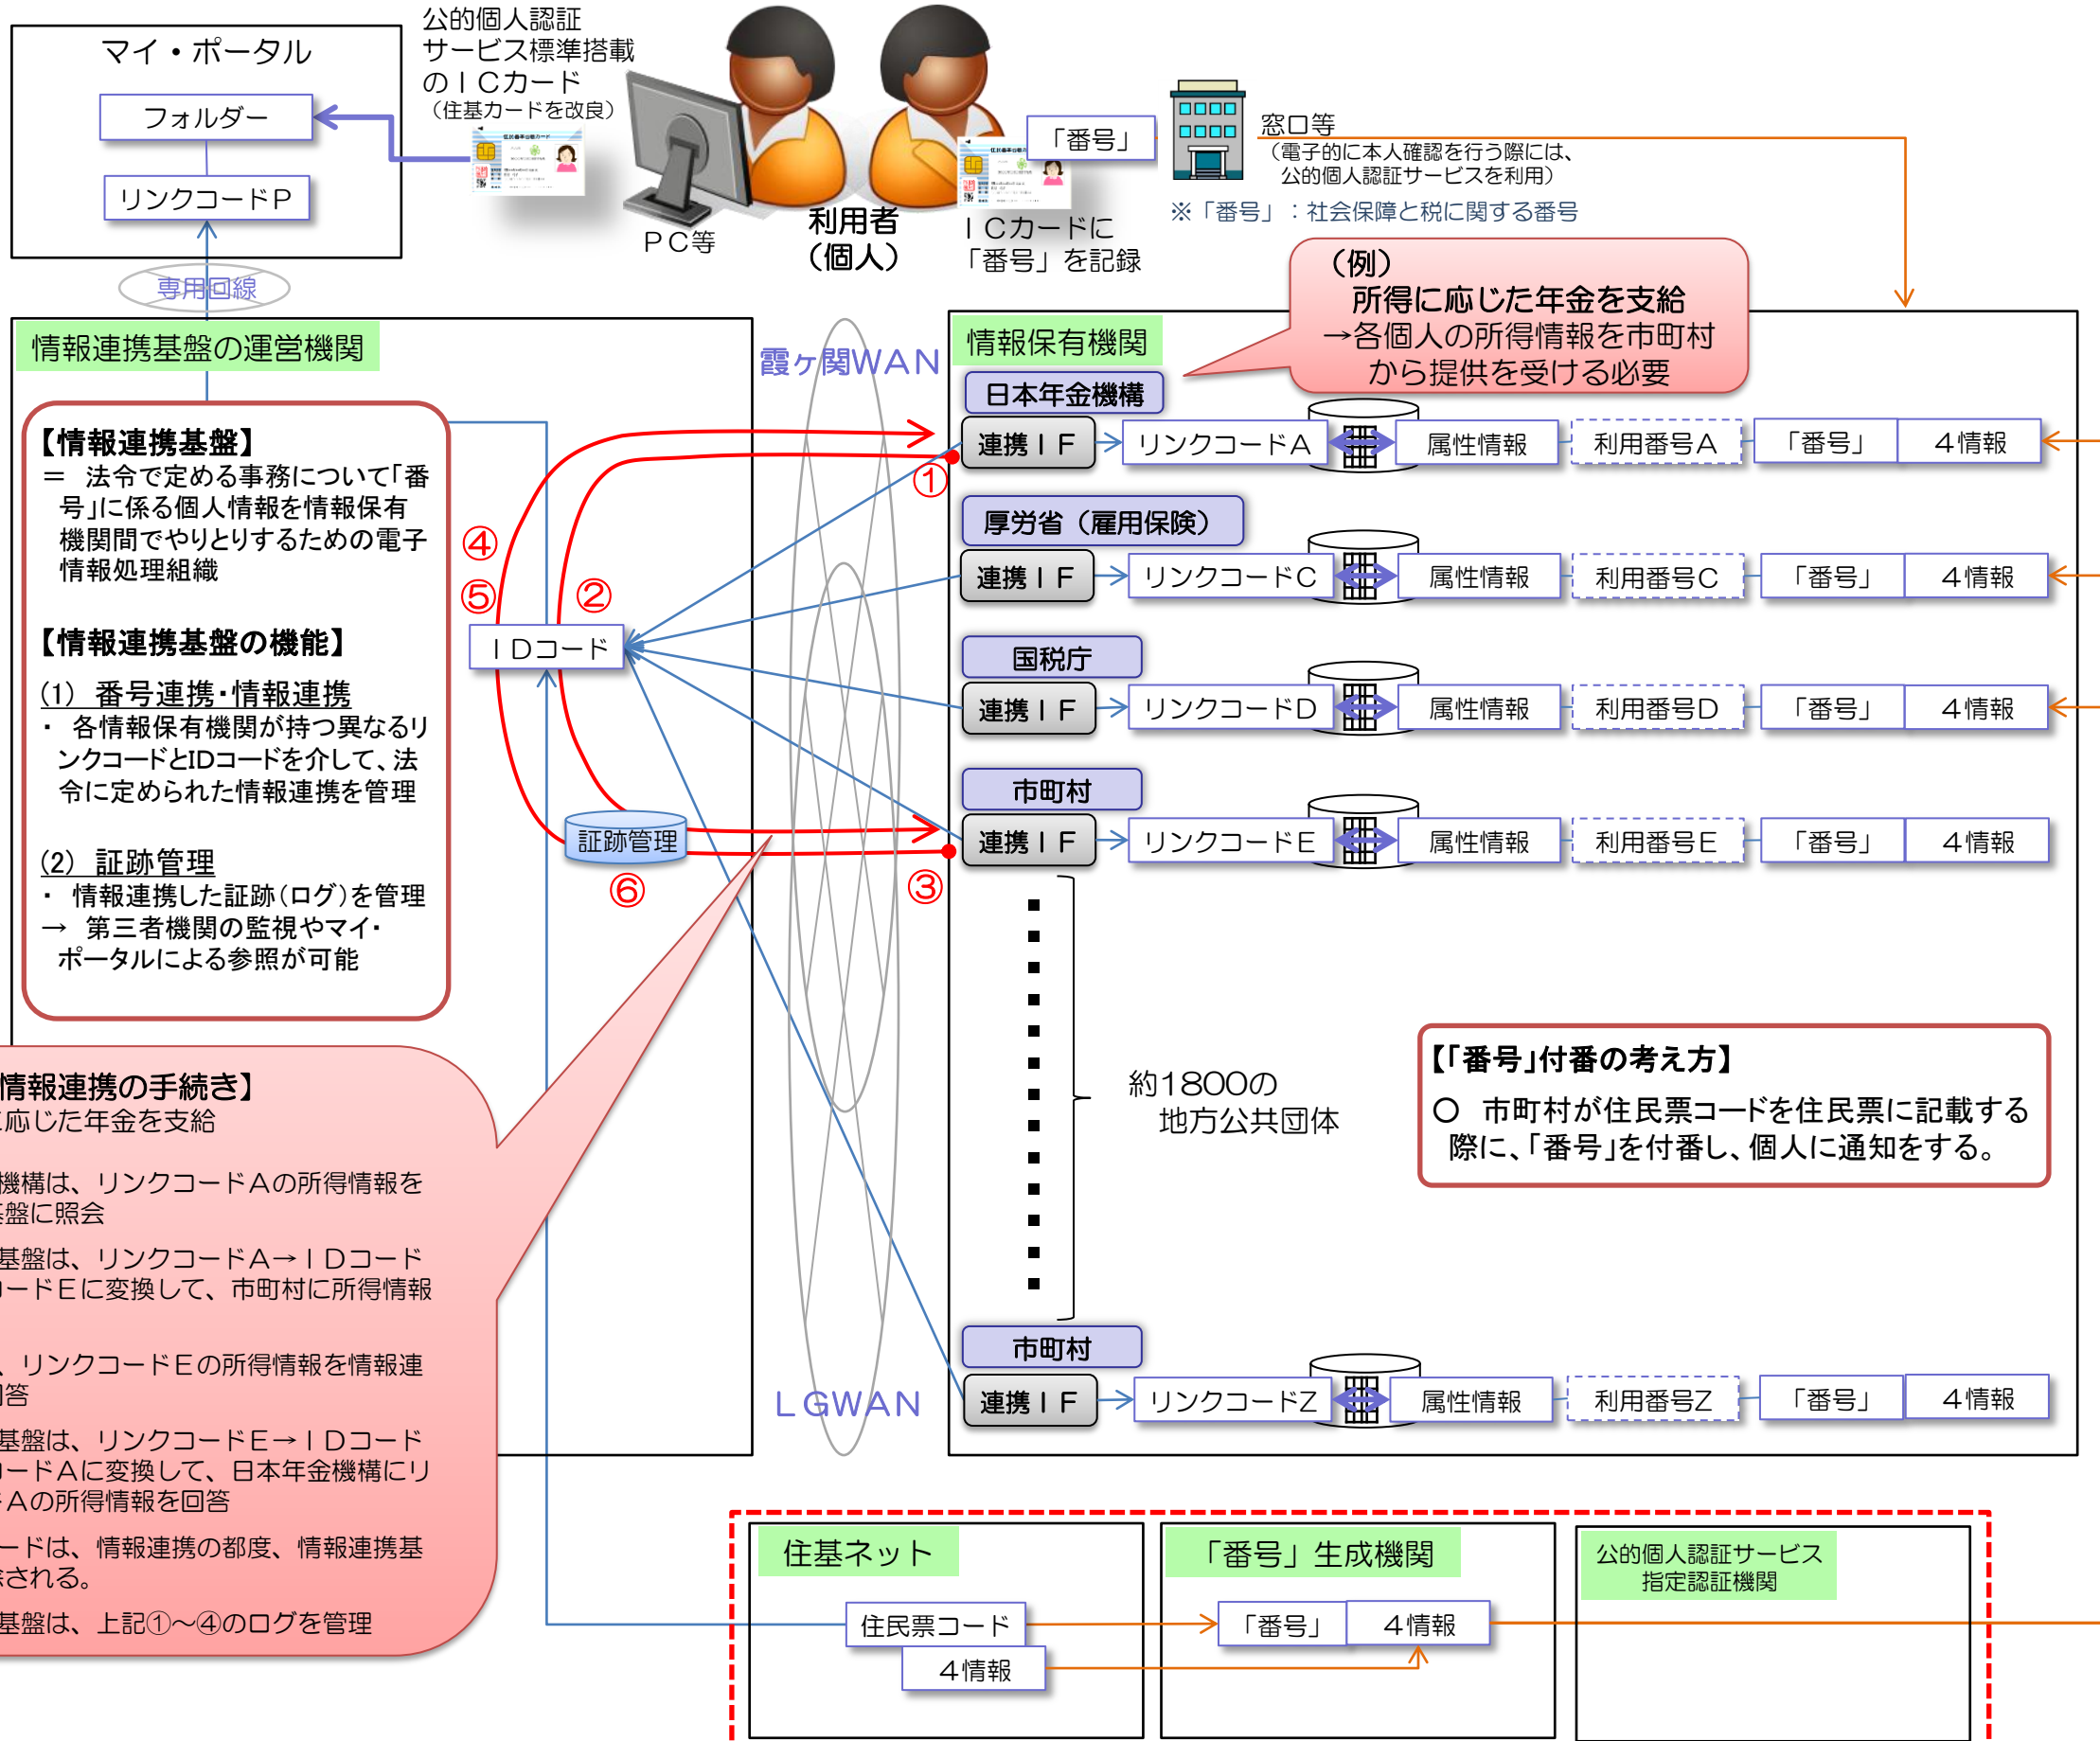 マイ・ポータル
フォルダー
リンクコードP
専用回線
公的個人認証
サービス標準搭載
のＩＣカード
（住基カードを改良）
ＰＣ等
利用者
（個人）
「番号」
ＩＣカードに
「番号」を記録
窓口等
（電子的に本人確認を行う際には、
公的個人認証サービスを利用）
※「番号」：社会保障と税に関する番号
（例）
所得に応じた年金を支給
→各個人の所得情報を市町村
から提供を受ける必要
情報連携基盤の運営機関
【情報連携基盤】
＝ 法令で定める事務について「番
号」に係る個人情報を情報保有
機関間でやりとりするための電子
情報処理組織
【情報連携基盤の機能】
(1) 番号連携・情報連携
・ 各情報保有機関が持つ異なるリ
ンクコードとIDコードを介して、法
令に定められた情報連携を管理
(2) 証跡管理
・ 情報連携した証跡（ログ）を管理
→ 第三者機関の監視やマイ・
ポータルによる参照が可能
④
⑤
②
①
ＩＤコード
証跡管理
⑥
③
霞ヶ関WAN
LGWAN
情報保有機関
日本年金機構
連携ＩＦ リンクコードA 属性情報 利用番号A 「番号」 4情報
厚労省（雇用保険）
連携ＩＦ リンクコードC 属性情報 利用番号C 「番号」 4情報
国税庁
連携ＩＦ リンクコードD 属性情報 利用番号D 「番号」 4情報
市町村
連携ＩＦ リンクコードE 属性情報 利用番号E 「番号」 4情報
約1800の
地方公共団体
【「番号」付番の考え方】
○ 市町村が住民票コードを住民票に記載する
際に、「番号」を付番し、個人に通知をする。
市町村
連携ＩＦ リンクコードZ 属性情報 利用番号Z 「番号」 4情報
情報連携の手続き】
応じた年金を支給
機構は、リンクコードＡの所得情報を
盤に照会
基盤は、リンクコードＡ→ＩＤコード
ードＥに変換して、市町村に所得情報
、リンクコードＥの所得情報を情報連
答
基盤は、リンクコードＥ→ＩＤコード
ードＡに変換して、日本年金機構にリ
Ａの所得情報を回答
ードは、情報連携の都度、情報連携基
される。
基盤は、上記①～④のログを管理
住基ネット
住民票コード
4情報
「番号」生成機関
「番号」 4情報
公的個人認証サービス
指定認証機関